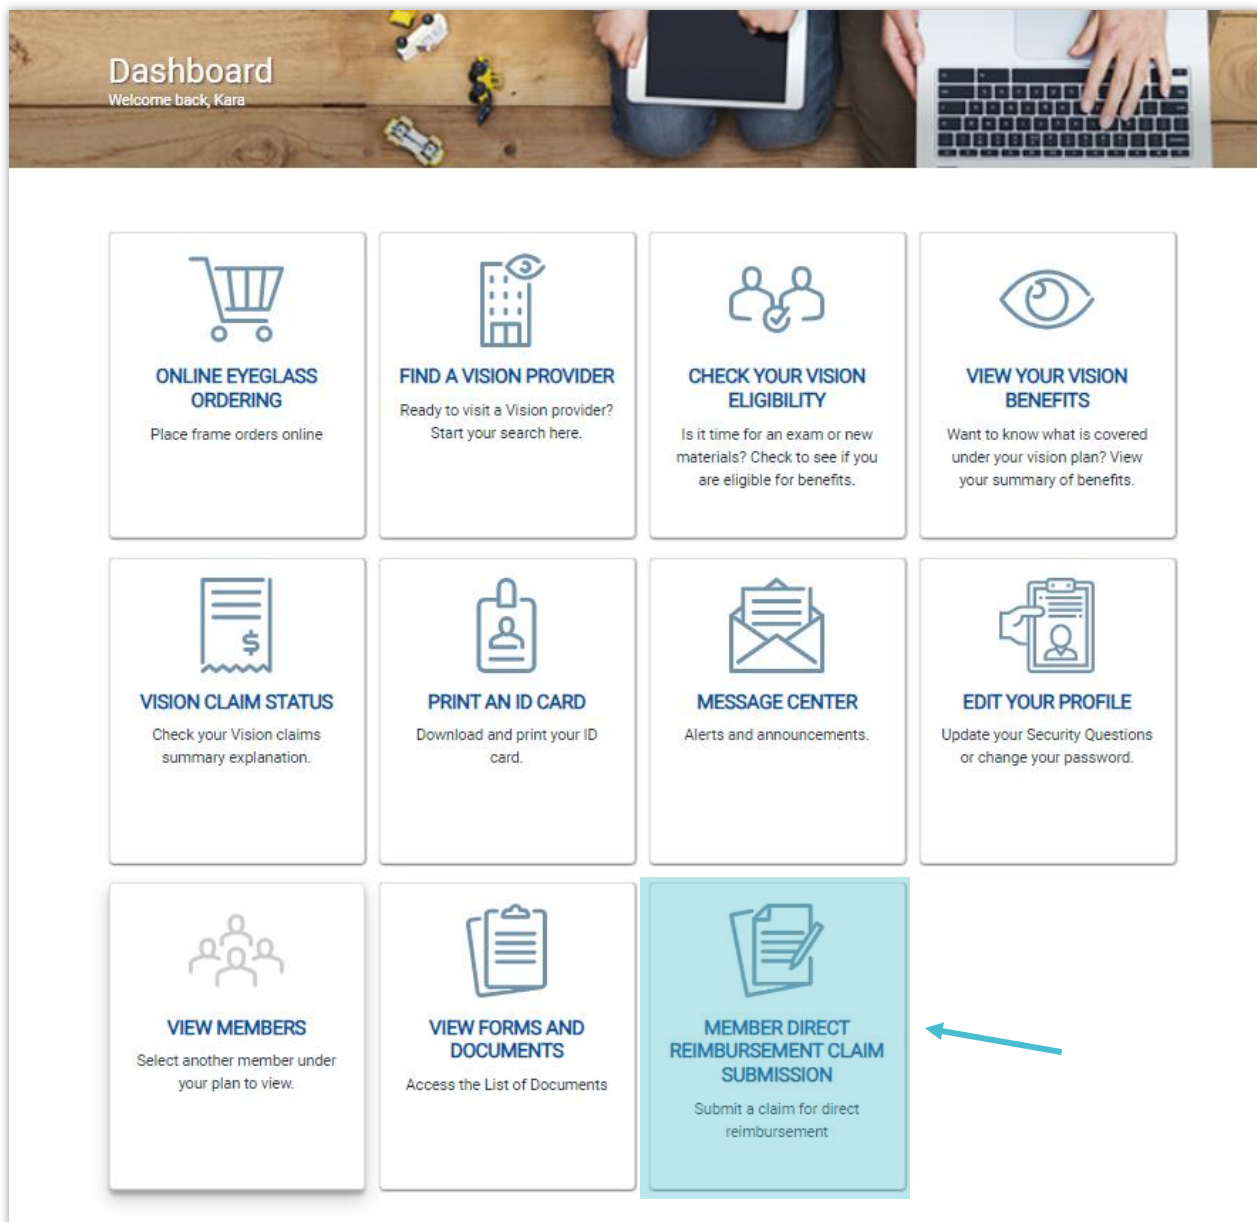 Dashboard
Welcome back, Kara
ONLINE EYEGLASS
ORDERING
Place frame orders online
FIND A VISION PROVIDER
Ready to visit a Vision provider?
Start your search here.
CHECK YOUR VISION
ELIGIBILITY
Is it time for an exam or new
materials? Check to see if you
are eligible for benefits.
VIEW YOUR VISION
BENEFITS
Want to know what is covered
under your vision plan? View
your summary of benefits.
$
VISION CLAIM STATUS
Check your Vision claims
summary explanation.
PRINT AN ID CARD
Download and print your ID
card.
MESSAGE CENTER
Alerts and announcements.
EDIT YOUR PROFILE
Update your Security Questions
or change your password.
VIEW MEMBERS
Select another member under
your plan to view.
VIEW FORMS AND
DOCUMENTS
Access the List of Documents
MEMBER DIRECT
REIMBURSEMENT CLAIM
SUBMISSION
Submit a claim for direct
reimbursement